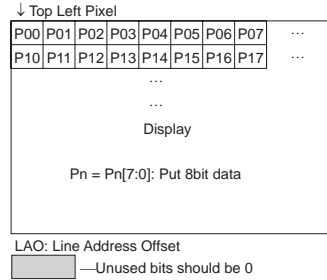 ↓ Top Left Pixel
P00 P01 P02 P03 P04 P05 P06 P07 ...
P10 P11 P12 P13 P14 P15 P16 P17 ...
...
...
Display
Pn = Pn[7:0]: Put 8bit data
LAO: Line Address Offset
—Unused bits should be 0